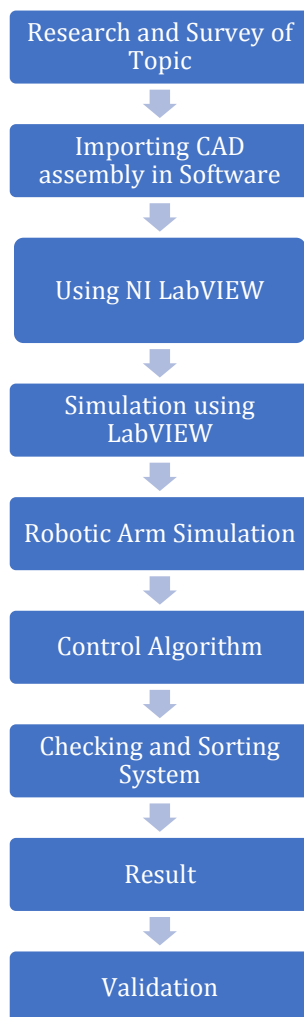 Research and Survey of
Topic
Importing CAD
assembly in Software
Using NI LabVIEW
Simulation using
LabVIEW
Robotic Arm Simulation
Control Algorithm
Checking and Sorting
System
Result
Validation